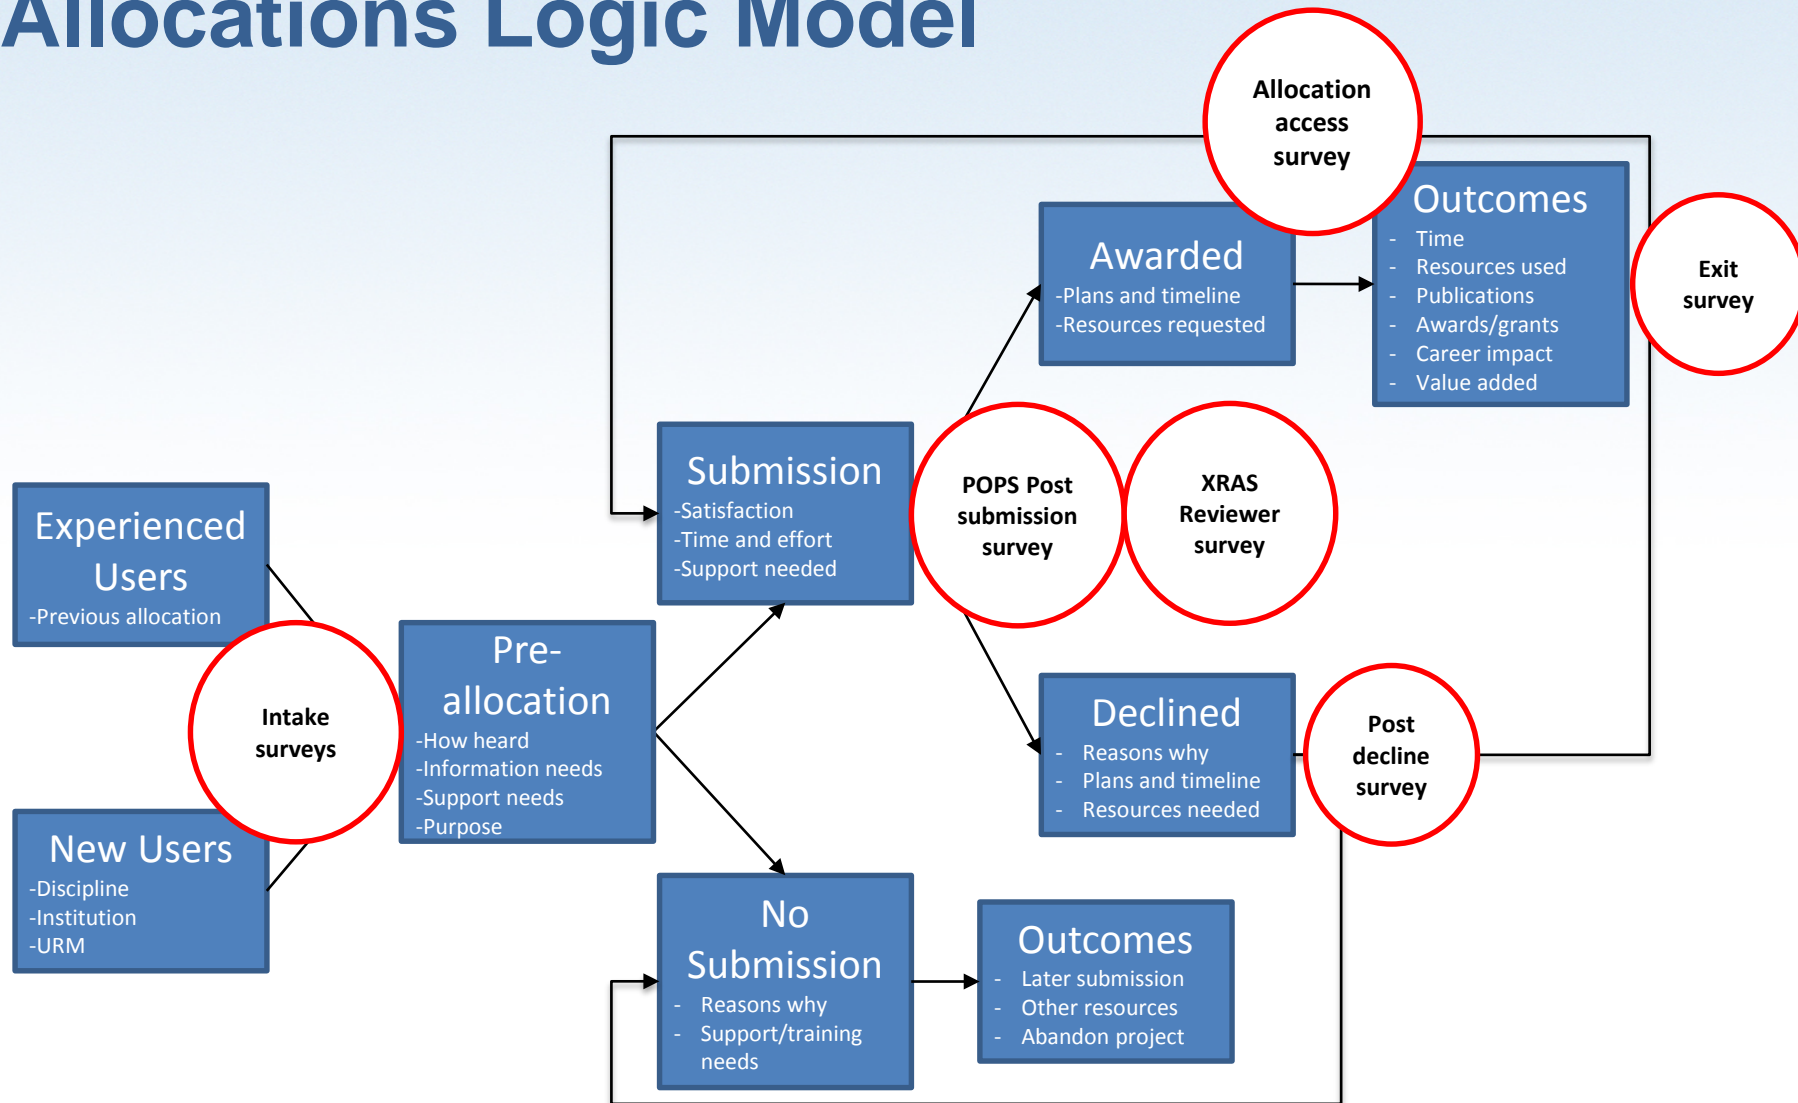 Allocations Logic Model
Allocation
access
survey
Outcomes
- Time
- Resources used
- Publications
- Awards/grants
- Career impact
- Value added
Exit
survey
Awarded
-Plans and timeline
-Resources requested
Submission
-Satisfaction
-Time and effort
-Support needed
POPS Post
submission
survey
XRAS
Reviewer
survey
Experienced
Users
-Previous allocation
Intake
surveys
Pre-
allocation
-How heard
-Information needs
-Support needs
-Purpose
Declined
- Reasons why
- Plans and timeline
- Resources needed
Post
decline
survey
New Users
-Discipline
-Institution
-URM
No
Submission
- Reasons why
- Support/training
needs
Outcomes
- Later submission
- Other resources
- Abandon project